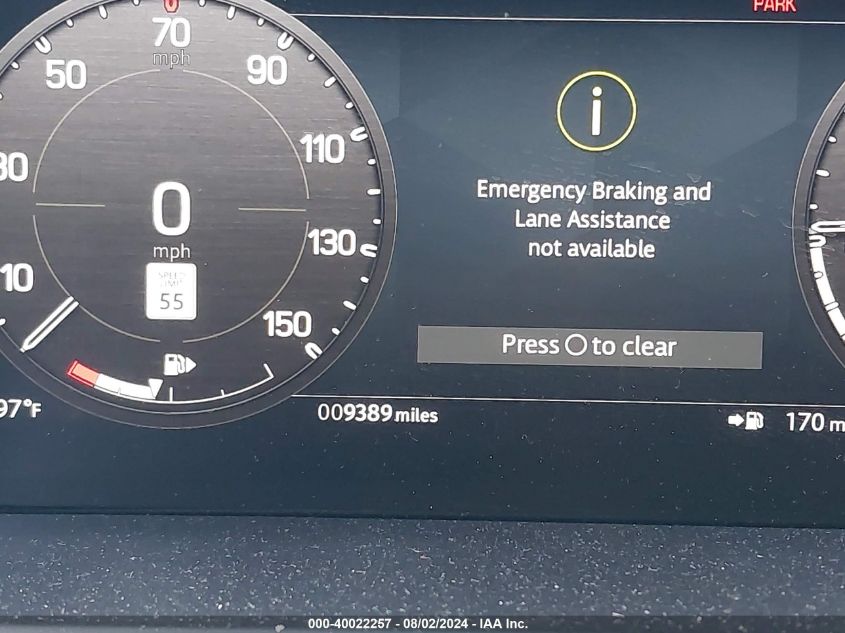 PARK
70
mph
50
90
110
30
0
mph
130
10
SPEED
LIMIT
55
150
97°F
009389 miles
i
Emergency Braking and
Lane Assistance
not available
Press O to clear
170 m
000-40022257 - 08/02/2024 - IAA Inc.